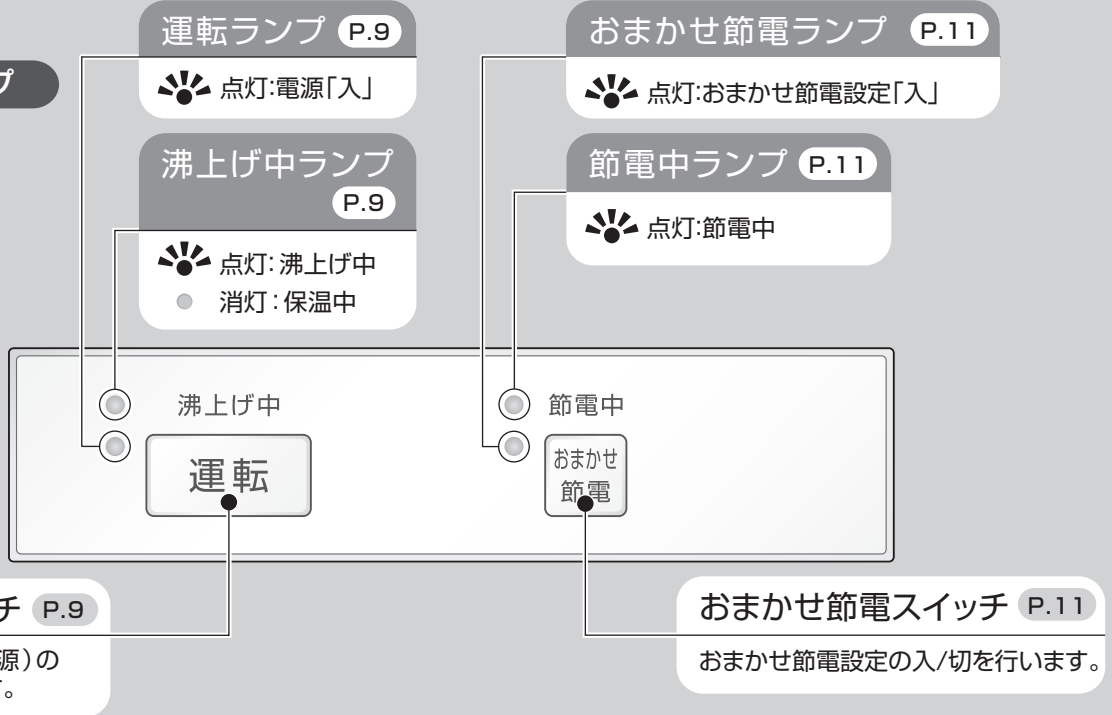 運転ランプ P.9
点灯:電源「入」
おまかせ節電ランプ P.11
点灯:おまかせ節電設定「入」
プ
沸上げ中ランプ
P.9
点灯:沸上げ中
消灯:保温中
節電中ランプ P.11
点灯:節電中
沸上げ中
運転
節電中
おまかせ
節電
チ P.9
源)の
。
おまかせ節電スイッチ P.11
おまかせ節電設定の入/切を行います。